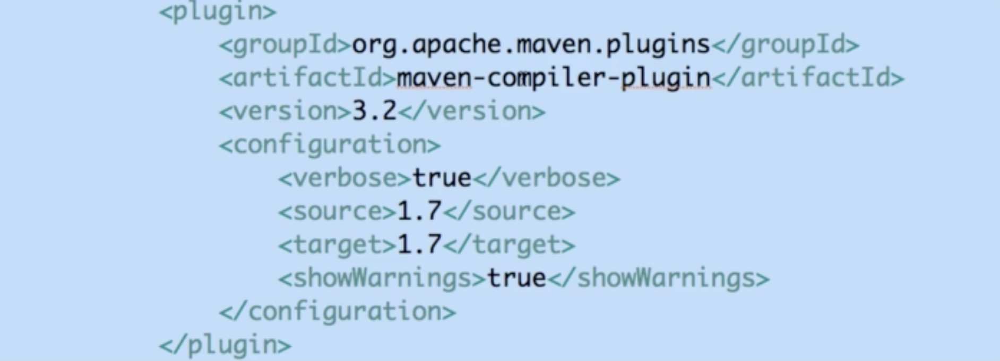 <plugin>
<groupId>org.apache.maven.plugins</groupId>
<artifactId>maven-compiler-plugin</artifactId>
<version>3.2</version>
<configuration>
<verbose>true</verbose>
<source>1.7</source>
<target>1.7</target>
<showWarnings>true</showWarnings>
</configuration>
</plugin>